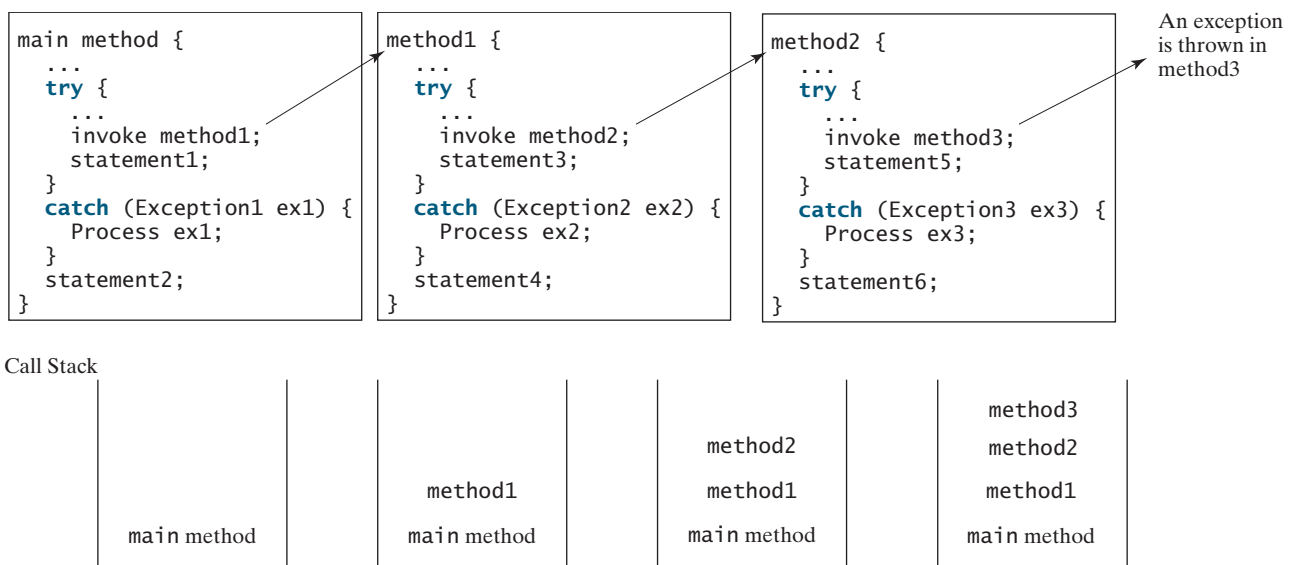 main method {
  ...
  try {
    ...
    invoke method1;
    statement1;
  }
  catch (Exception1 ex1) {
    Process ex1;
  }
  statement2;
}
method1 {
  ...
  try {
    ...
    invoke method2;
    statement3;
  }
  catch (Exception2 ex2) {
    Process ex2;
  }
  statement4;
}
method2 {
  ...
  try {
    ...
    invoke method3;
    statement5;
  }
  catch (Exception3 ex3) {
    Process ex3;
  }
  statement6;
}
An exception
is thrown in
method3
Call Stack
main method
method1
main method
method2
method1
main method
method3
method2
method1
main method